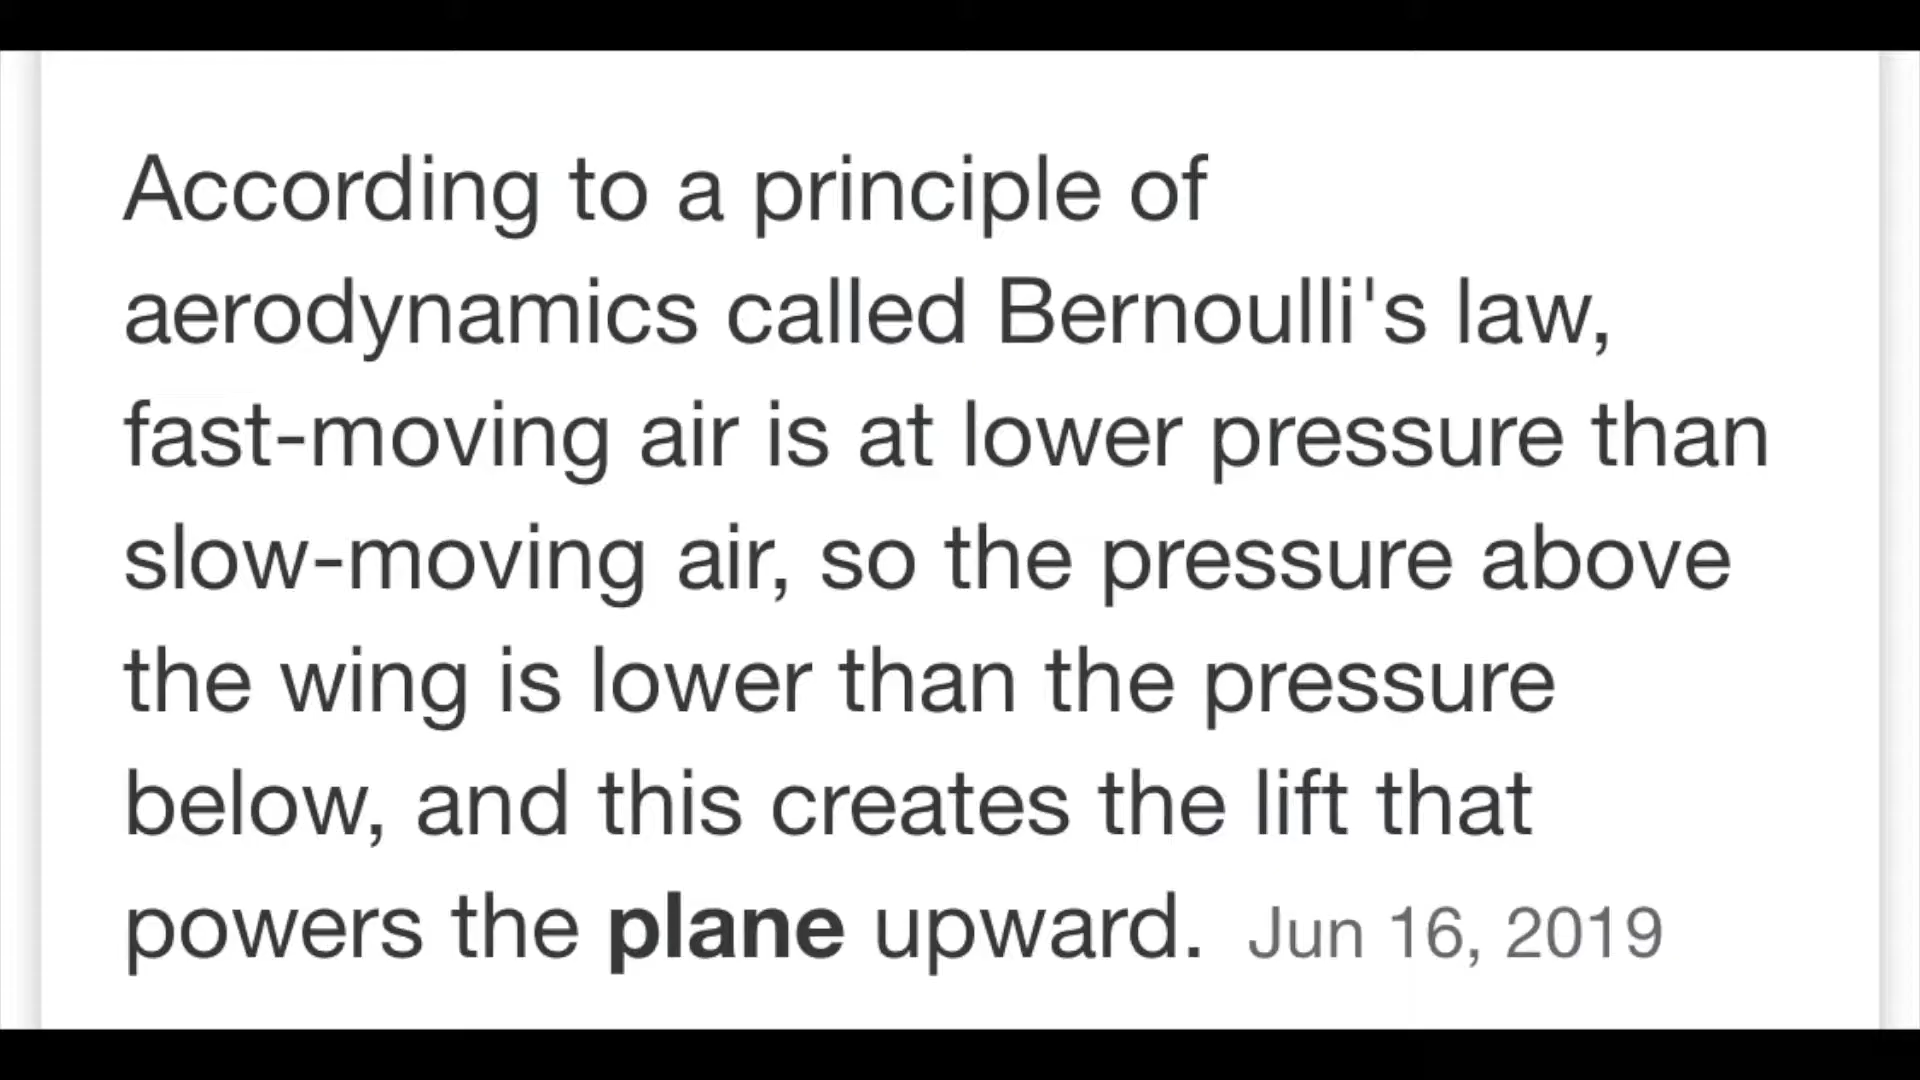 According to a principle of
aerodynamics called Bernoulli's law,
fast-moving air is at lower pressure than
slow-moving air, so the pressure above
the wing is lower than the pressure
below, and this creates the lift that
powers the plane upward. Jun 16, 2019